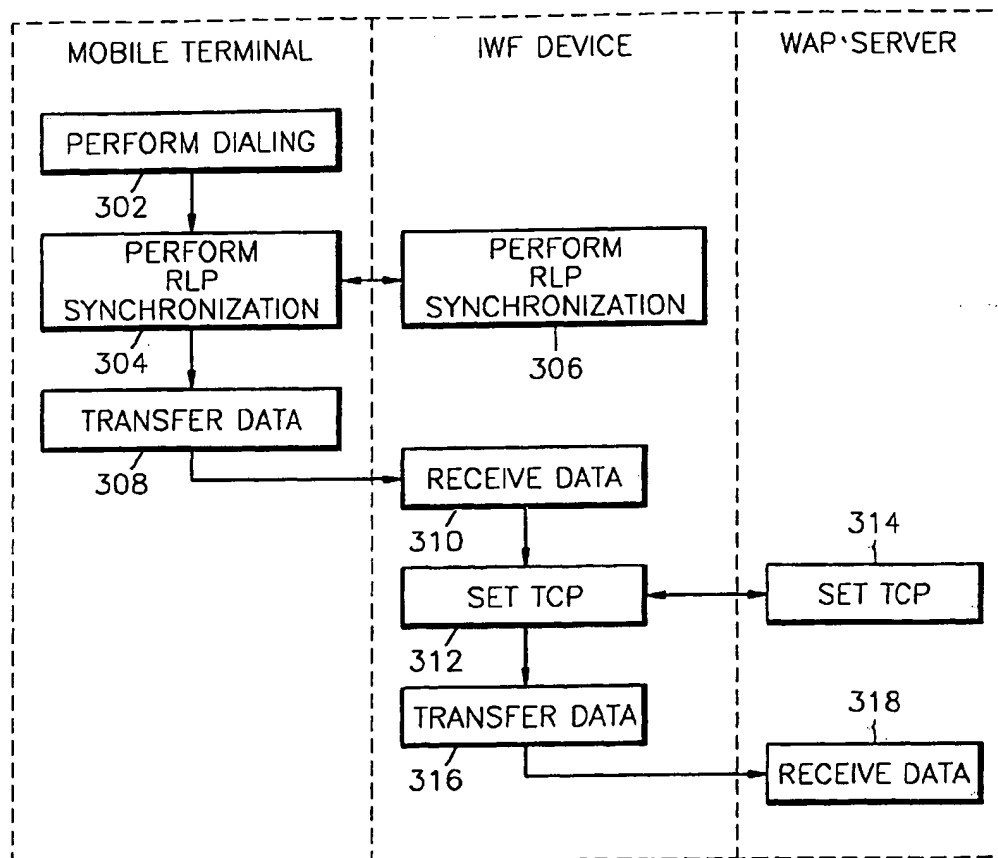 MOBILE TERMINAL
IWF DEVICE
WAP SERVER
PERFORM DIALING
302
PERFORM
RLP
SYNCHRONIZATION
304
PERFORM
RLP
SYNCHRONIZATION
306
TRANSFER DATA
308
RECEIVE DATA
310
314
SET TCP
312
SET TCP
TRANSFER DATA
316
318
RECEIVE DATA